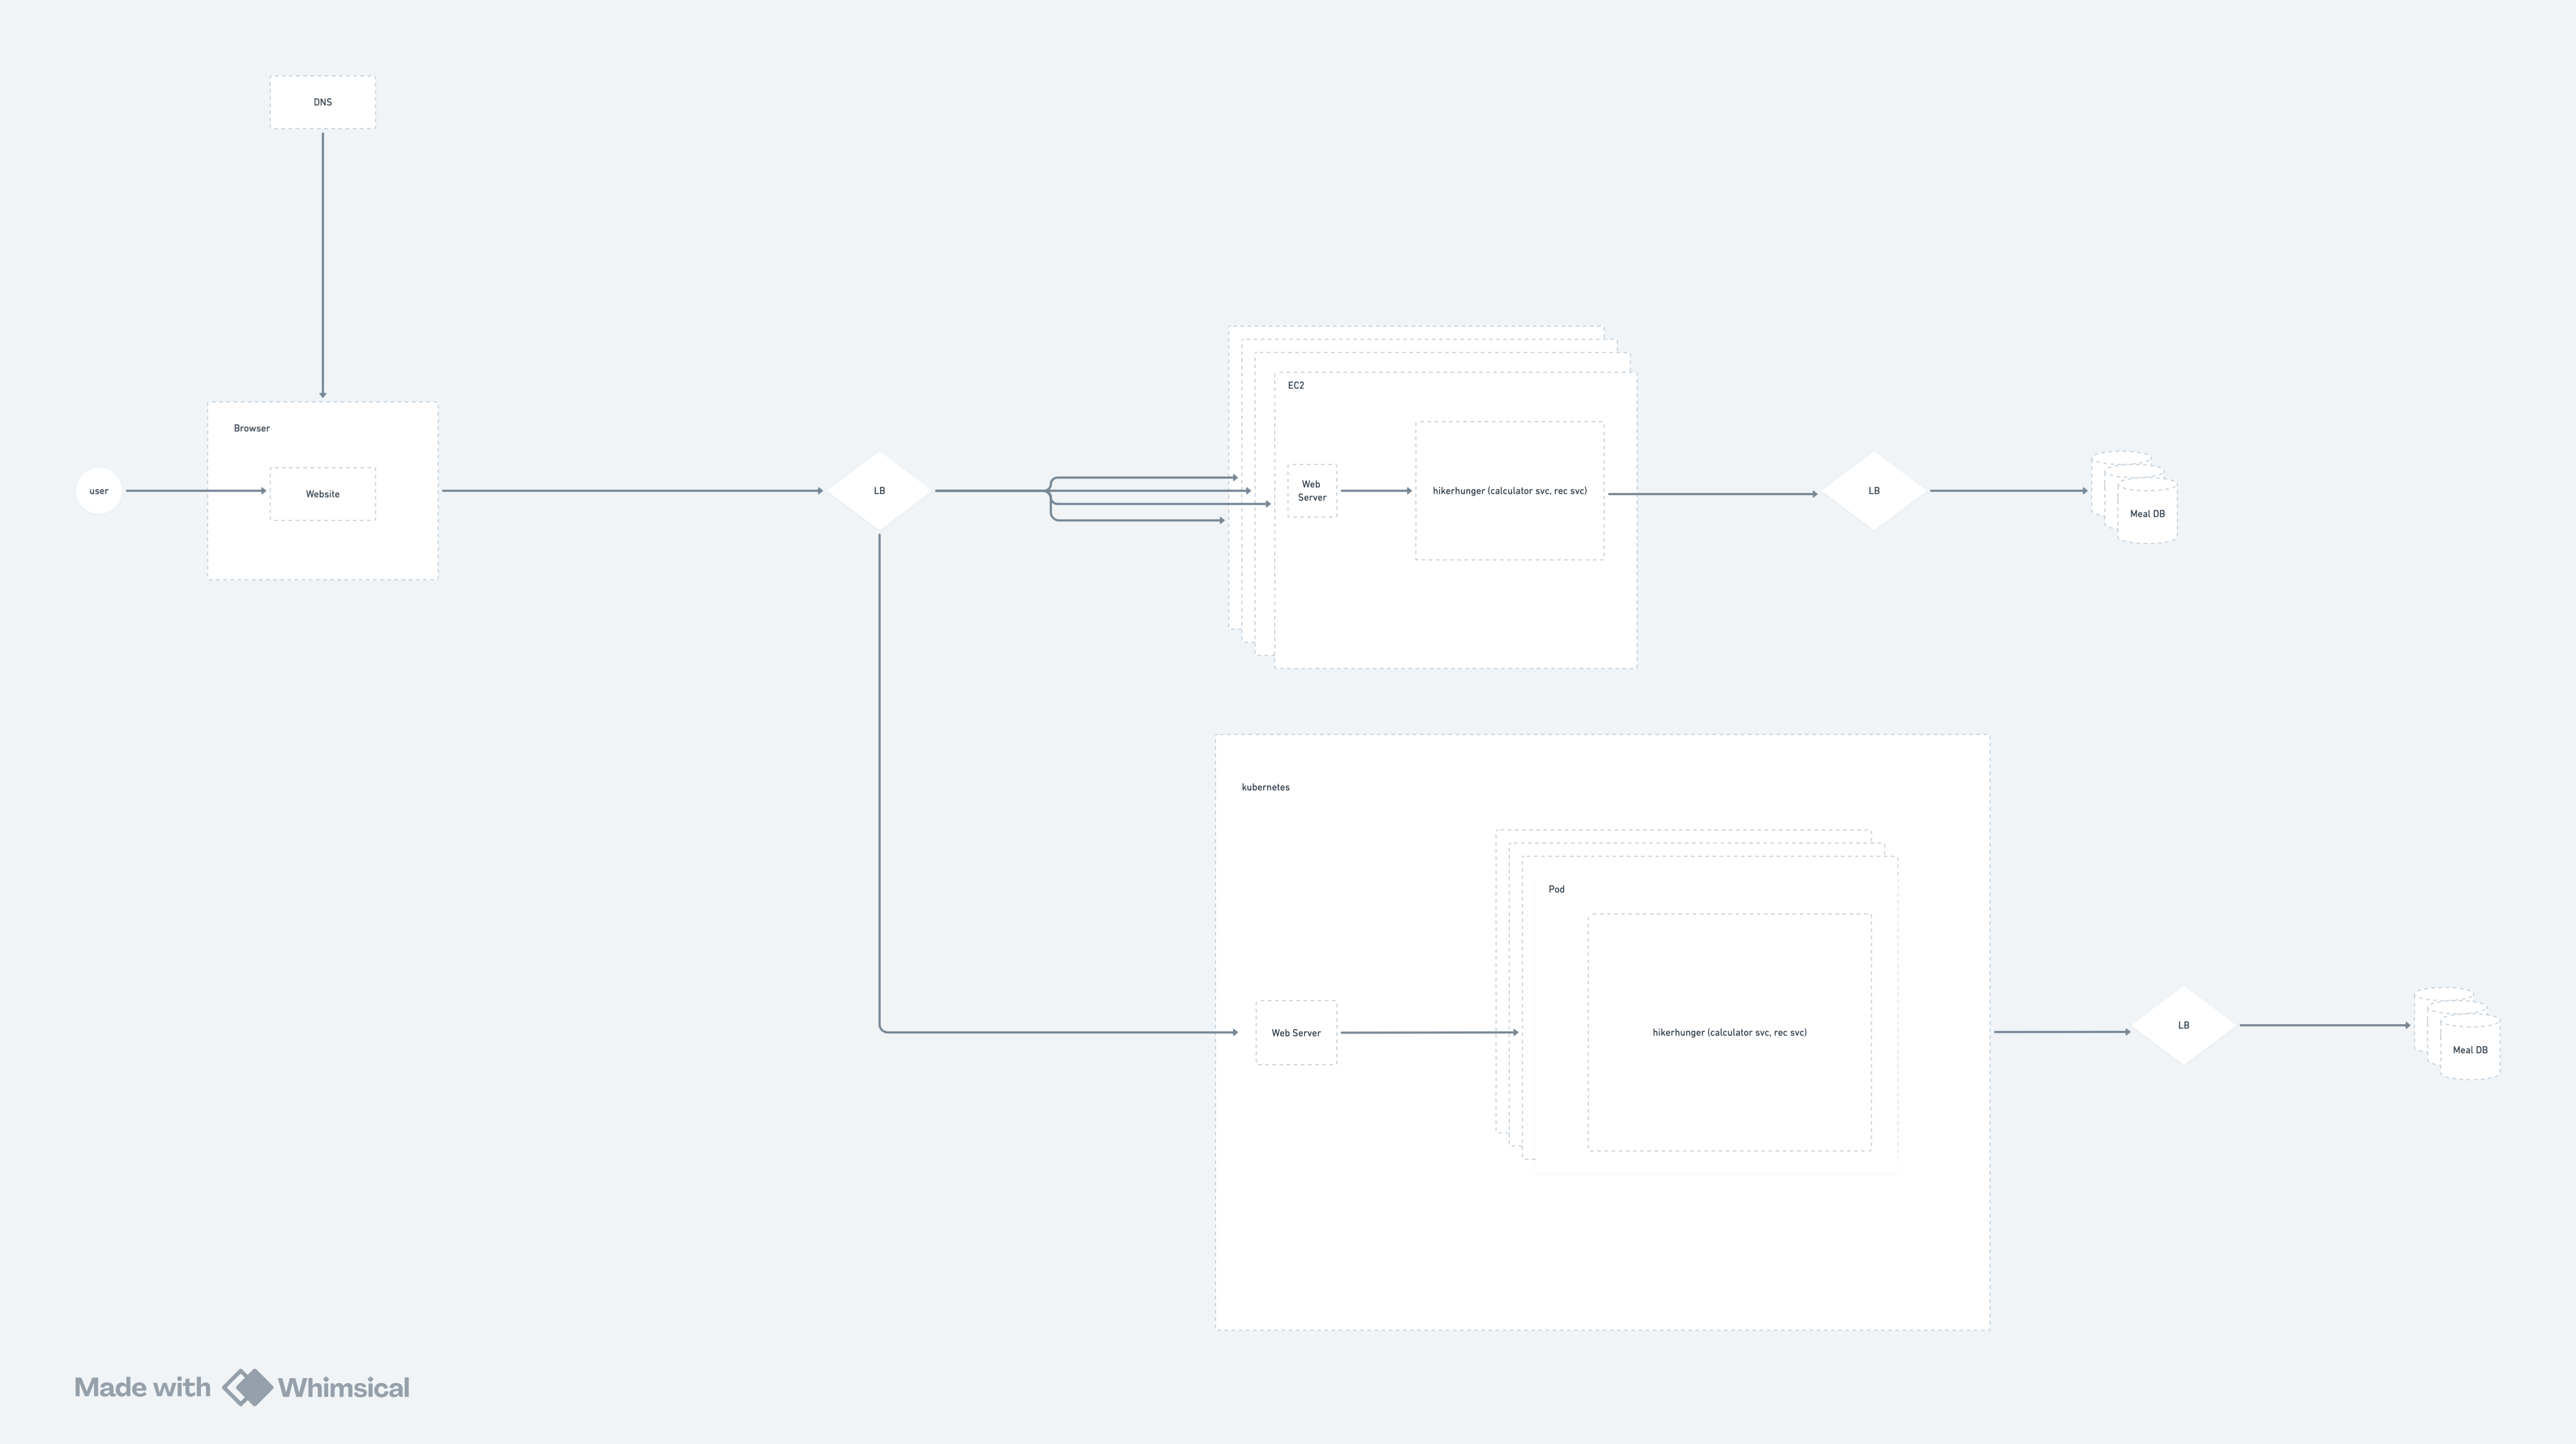 DNS
Browser
user
Website
LB
EC2
Web
Server
hikerhunger (calculator svc, rec svc)
LB
Meal DB
kubernetes
Pod
Web Server
hikerhunger (calculator svc, rec svc)
LB
Meal DB
Made with Whimsical